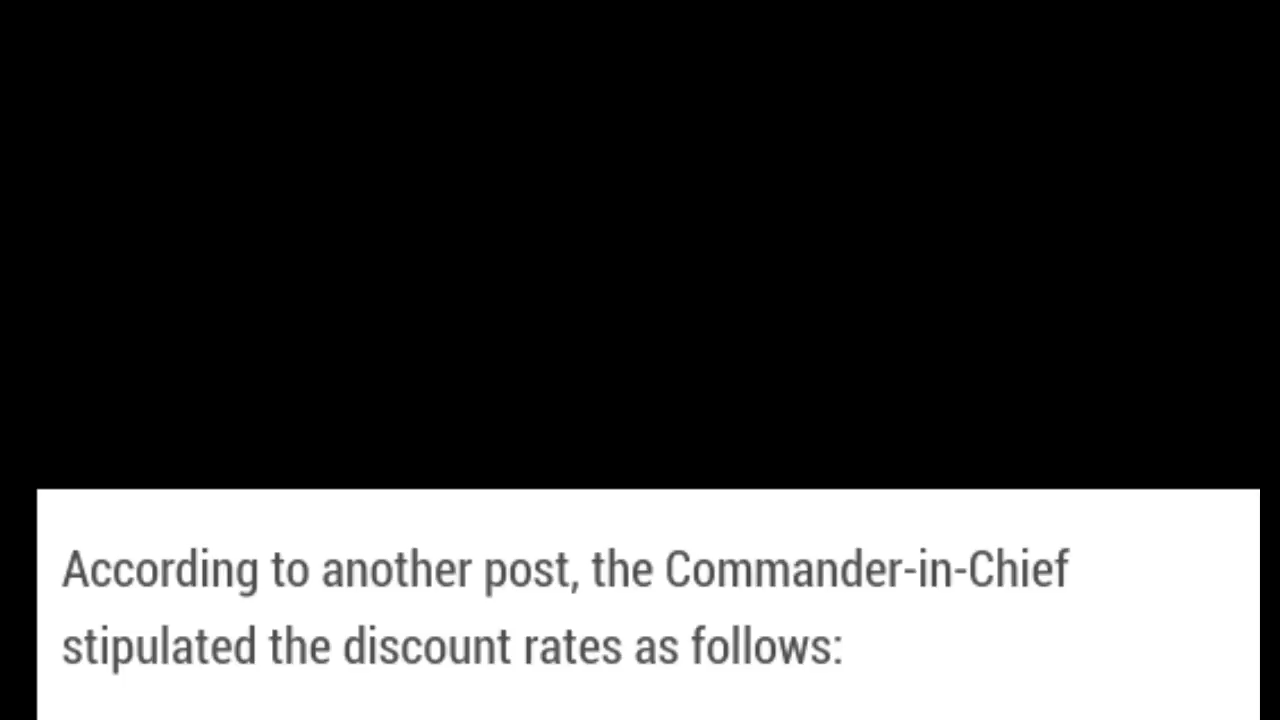 According to another post, the Commander-in-Chief
stipulated the discount rates as follows: